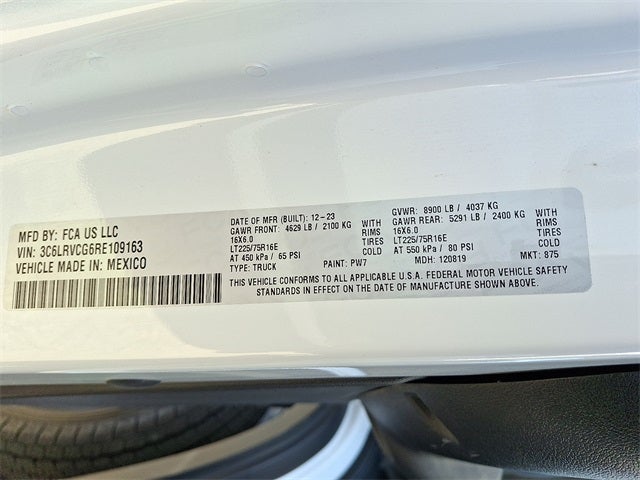 MFD BY: FCA US LLC
VIN: 3C6LRVCG6RE109163
VEHICLE MADE IN: MEXICO
DATE OF MFR (BUILT): 12-23
GAWR FRONT: 4629 LB / 2100 KG WITH
16X6.0 RIMS
LT225/75R16E TIRES
AT 450 kPa / 65 PSI COLD
TYPE: TRUCK PAINT: PW7
GVWR: 8900 LB / 4037 KG
GAWR REAR: 5291 LB / 2400 KG WITH
16X6.0 RIMS
LT225/75R16E TIRES
AT 550 kPa / 80 PSI COLD
MDH: 120819 MKT: 875
THIS VEHICLE CONFORMS TO ALL APPLICABLE U.S.A. FEDERAL MOTOR VEHICLE SAFETY
STANDARDS IN EFFECT ON THE DATE OF MANUFACTURE SHOWN ABOVE.